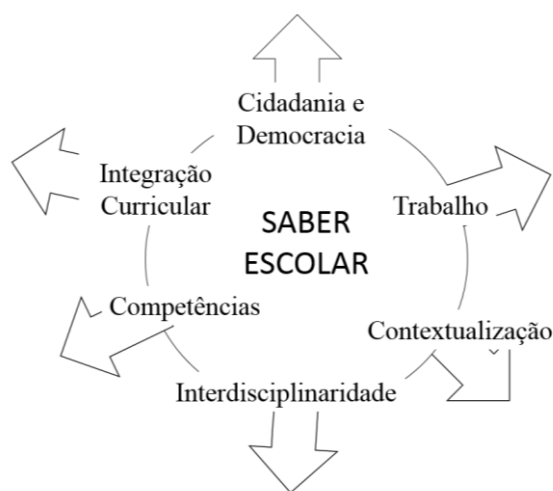 Cidadania e
Democracia
Integração
Curricular
Trabalho
SABER
ESCOLAR
Competências
Contextualização
Interdisciplinaridade